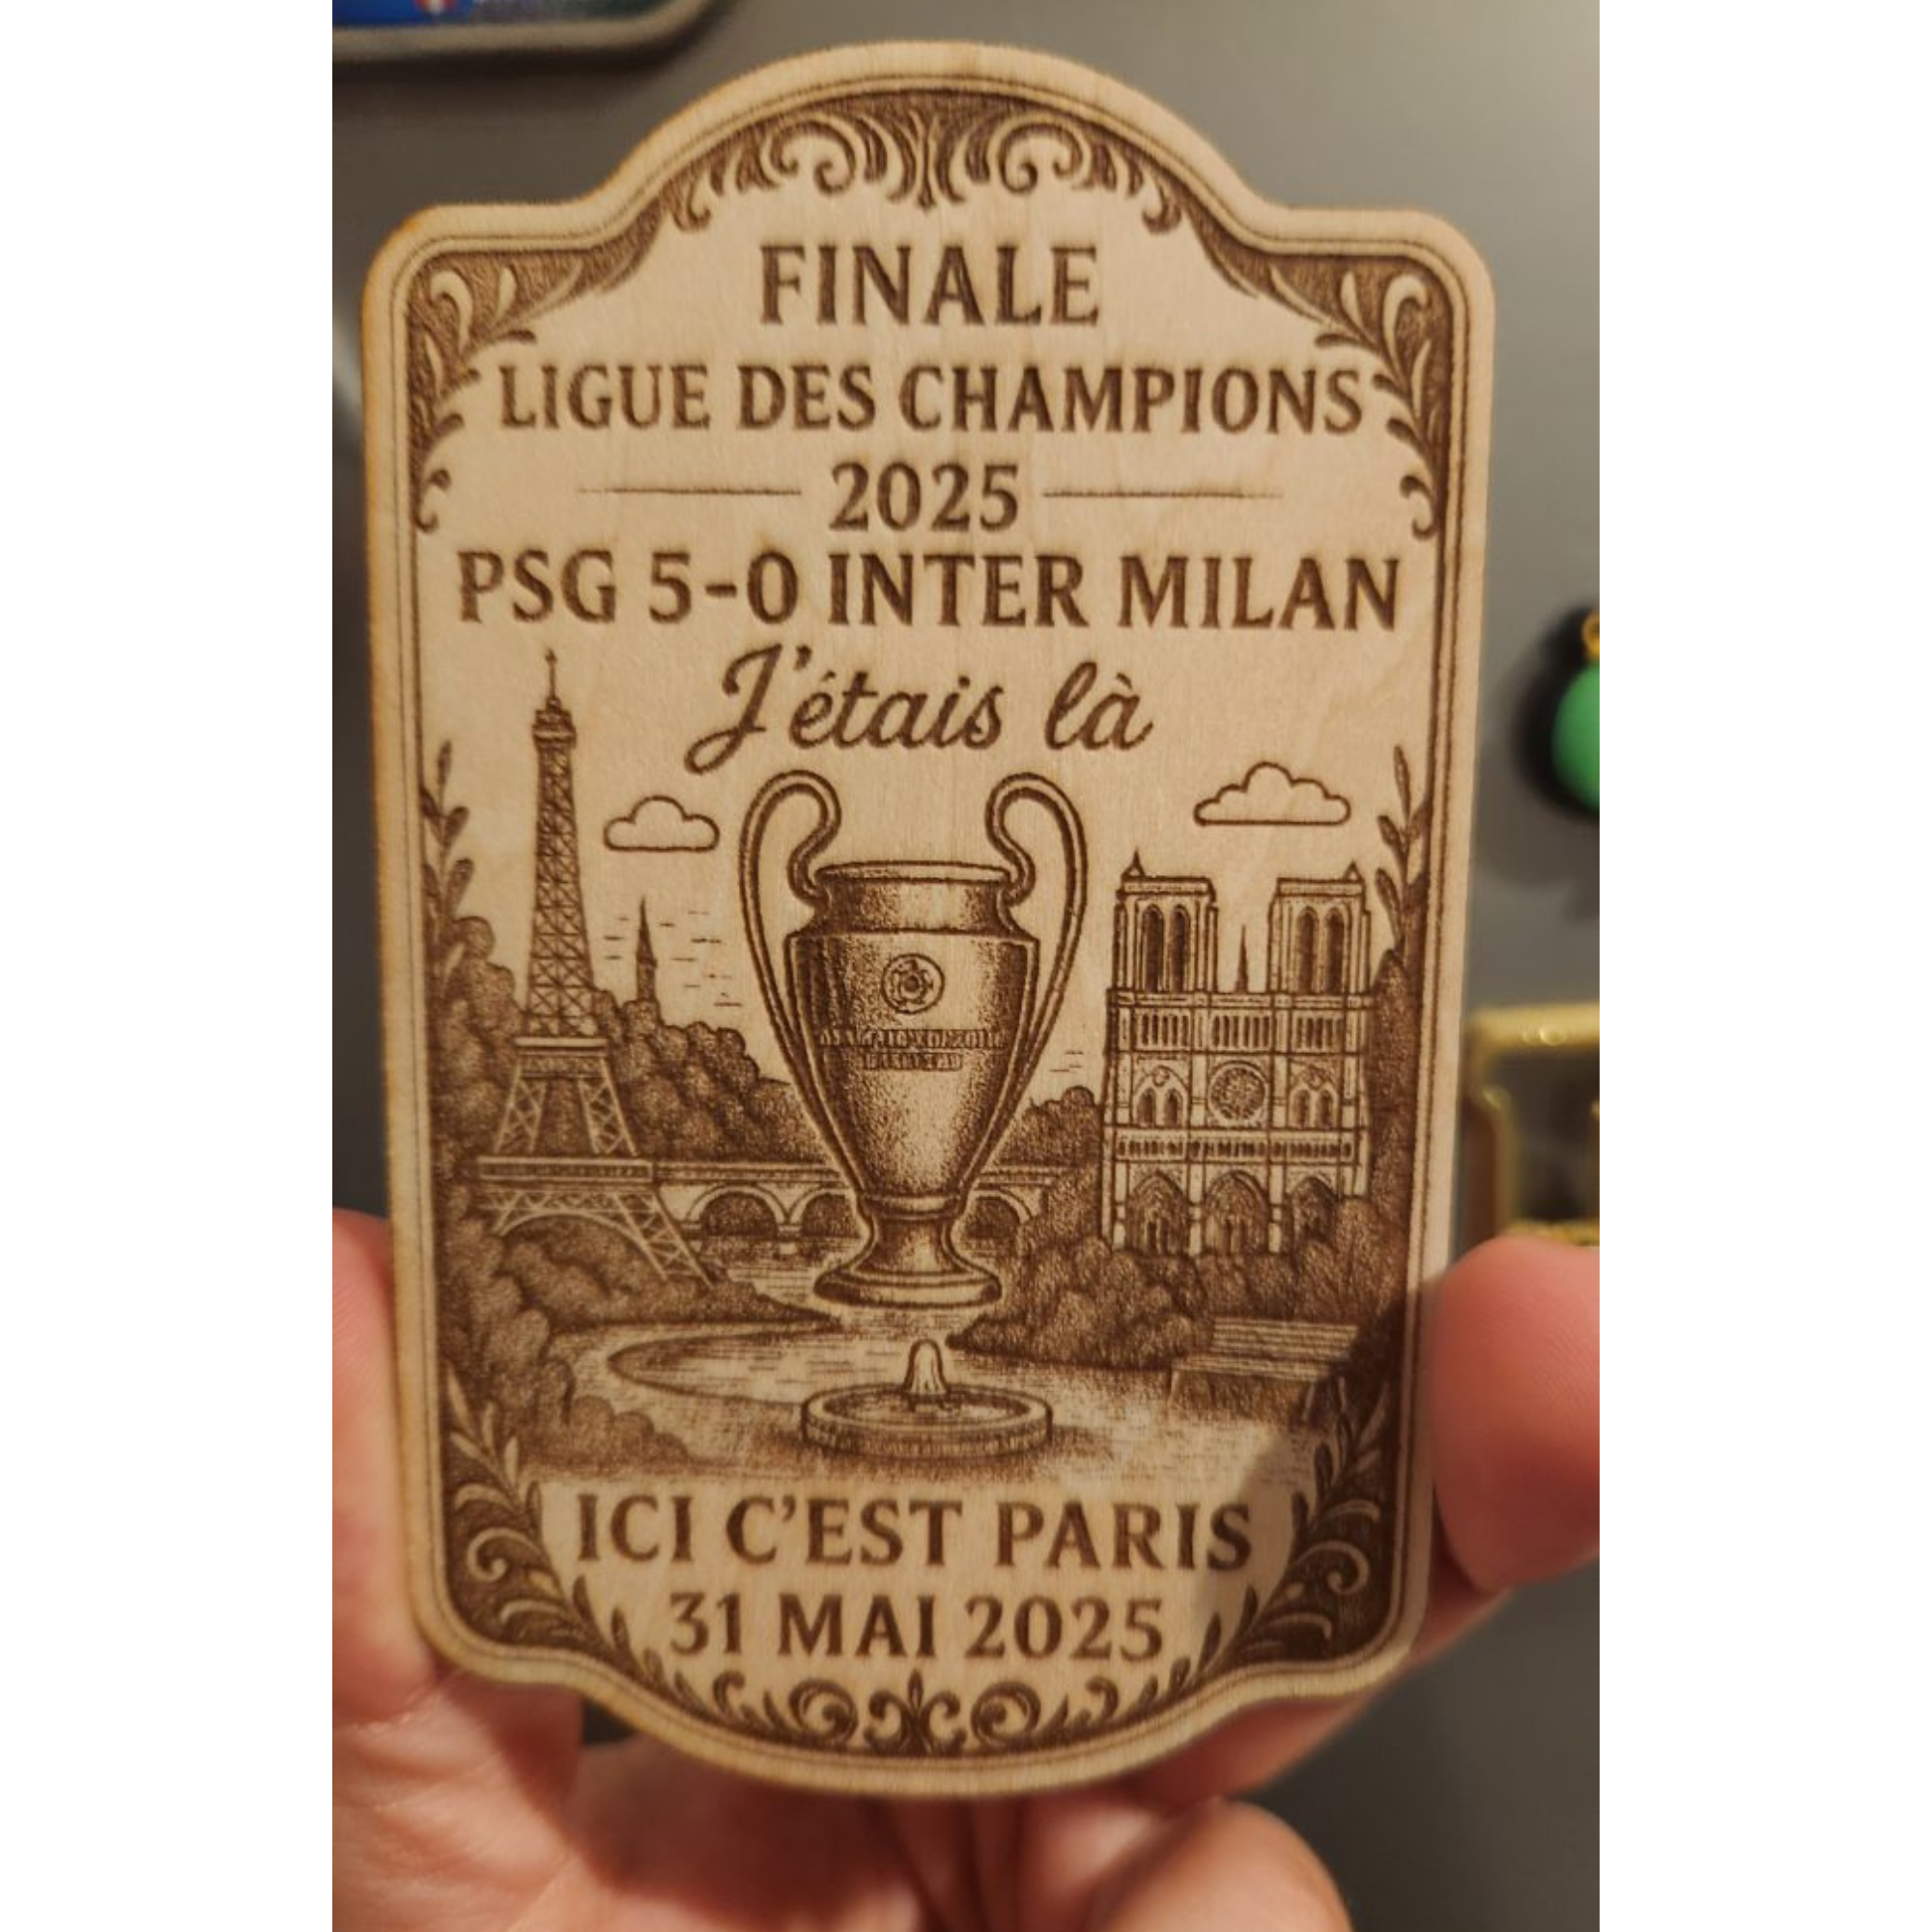 FINALE
LIGUE DES CHAMPIONS
2025
PSG 5-0 INTER MILAN
J'étais là
ICI C'EST PARIS
31 MAI 2025